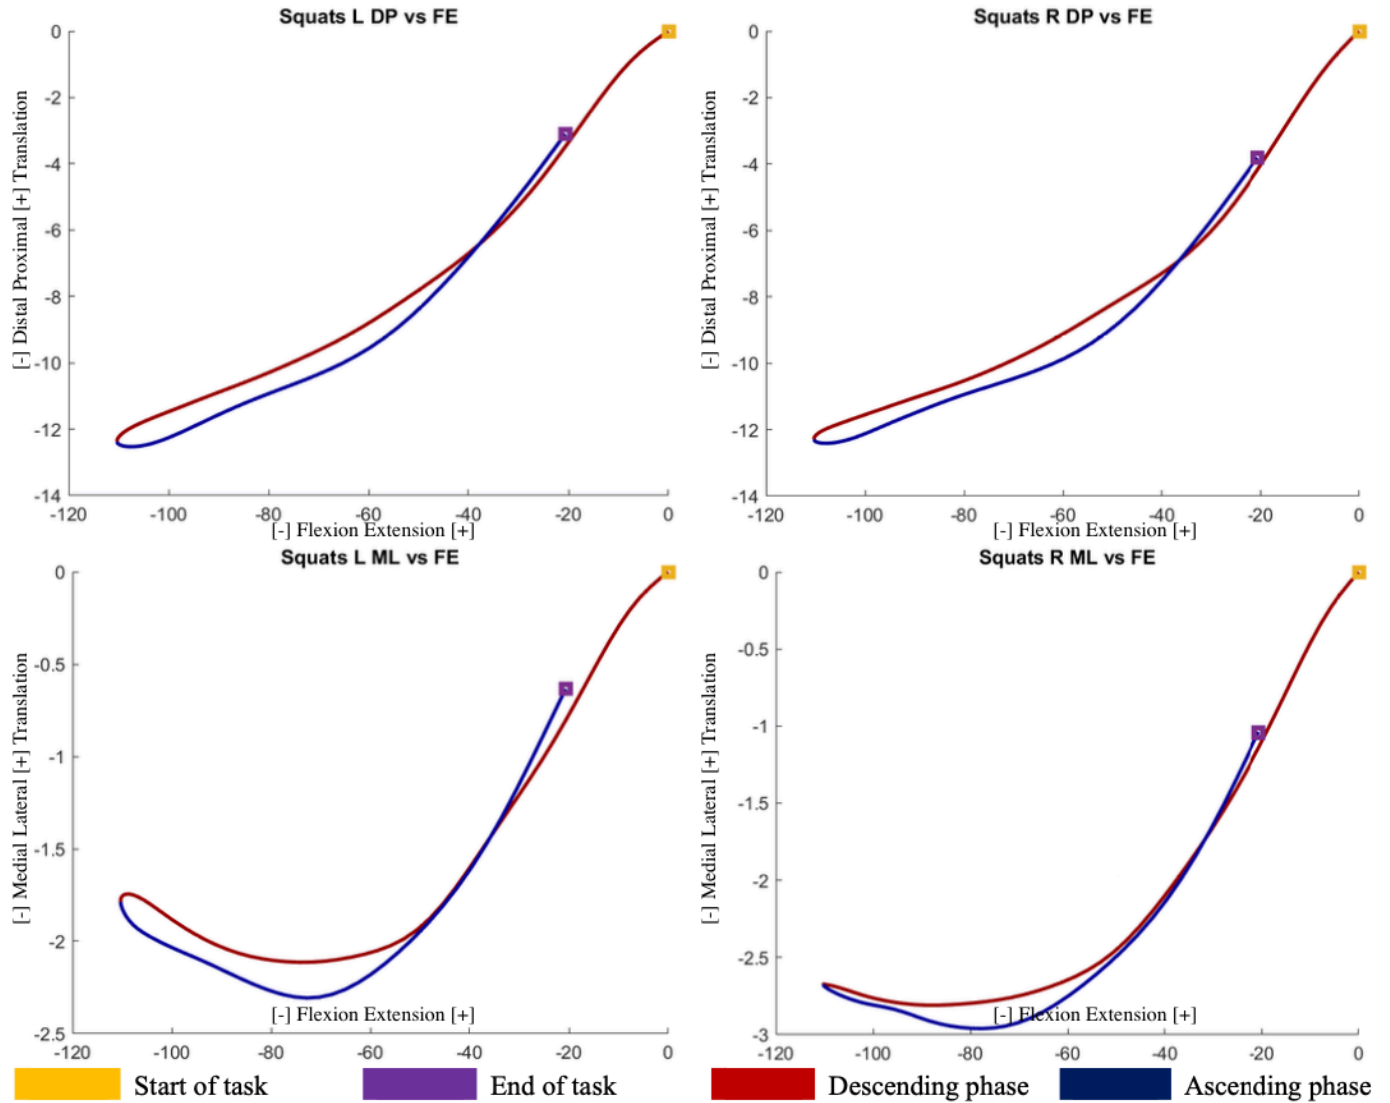 Squats L DP vs FE
[-] Distal Proximal [+] Translation
0
-2
-4
-6
-8
-10
-12
-14
-120 -100 -80 -60 -40 -20 0
[-] Flexion Extension [+]
Squats R DP vs FE
[-] Distal Proximal [+] Translation
0
-2
-4
-6
-8
-10
-12
-14
-120 -100 -80 -60 -40 -20 0
[-] Flexion Extension [+]
Squats L ML vs FE
[-] Medial Lateral [+] Translation
0
-0.5
-1
-1.5
-2
-2.5
[-] Flexion Extension [+]
-120 -100 -80 -60 -40 -20 0
Squats R ML vs FE
[-] Medial Lateral [+] Translation
0
-0.5
-1
-1.5
-2
-2.5
-3
[-] Flexion Extension [+]
-120 -100 -80 -60 -40 -20 0
Start of task
End of task
Descending phase
Ascending phase